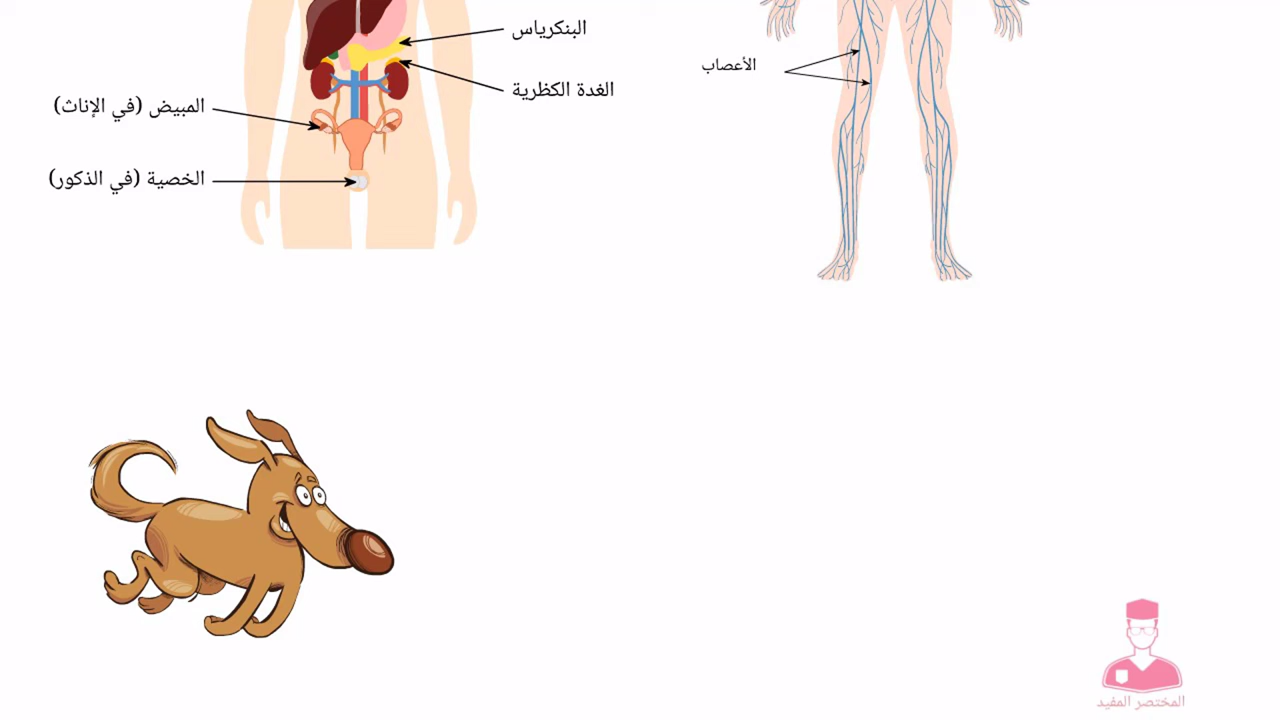 البنكرياس
الغدة الكظرية
المبيض (في الإناث)
الخصية (في الذكور)
الأعصاب
المختصر المفيد